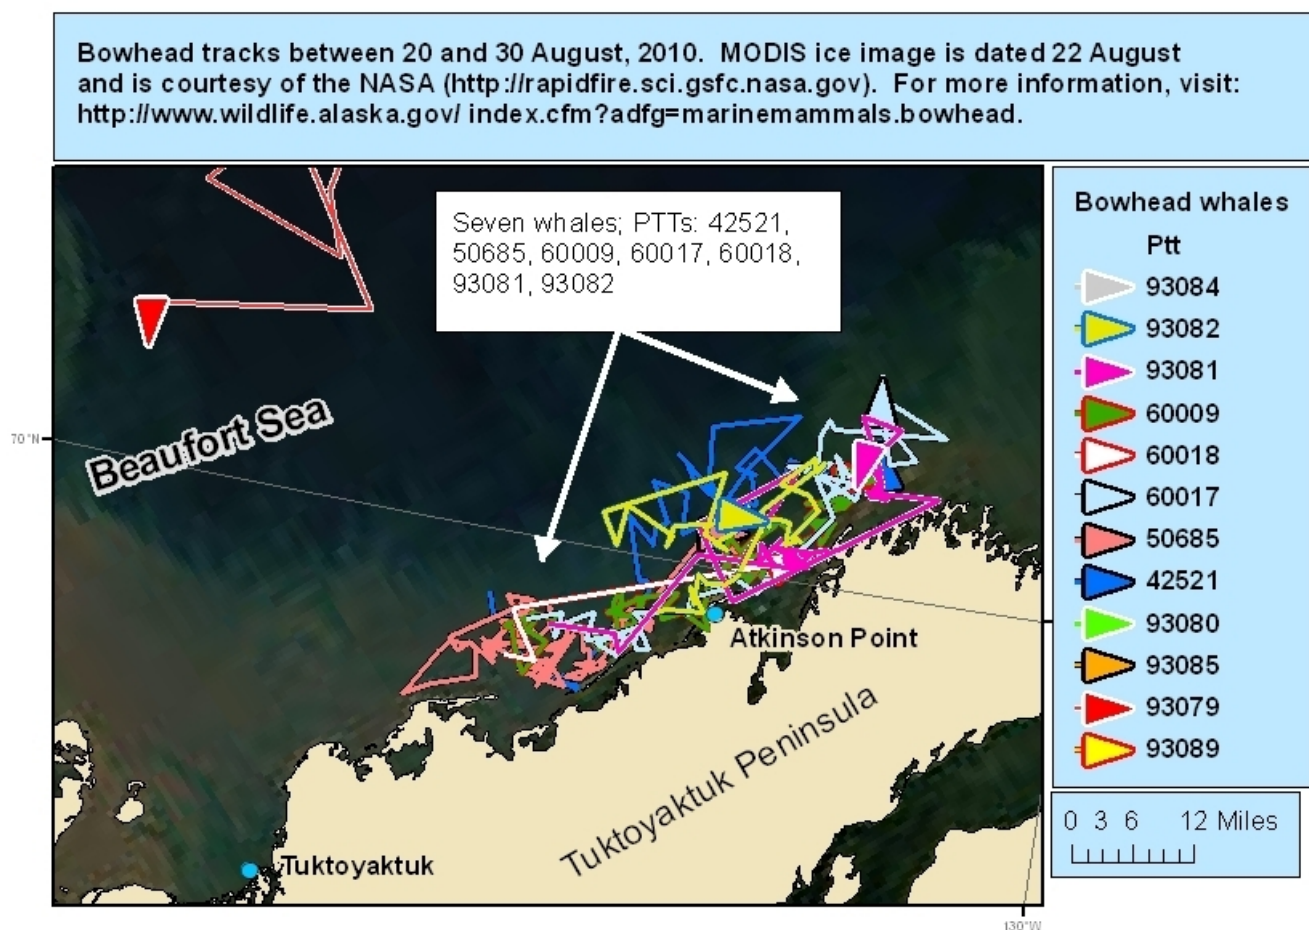 Bowhead tracks between 20 and 30 August, 2010.  MODIS ice image is dated 22 August
and is courtesy of the NASA (http://rapidfire.sci.gsfc.nasa.gov).  For more information, visit:
http://www.wildlife.alaska.gov/ index.cfm?adfg=marinemammals.bowhead.
Seven whales; PTTs: 42521,
50685, 60009, 60017, 60018,
93081, 93082
70°N
Beaufort Sea
Atkinson Point
Tuktoyaktuk Peninsula
Tuktoyaktuk
130°W
Bowhead whales
Ptt
93084
93082
93081
60009
60018
60017
50685
42521
93080
93085
93079
93089
0 3 6 12 Miles